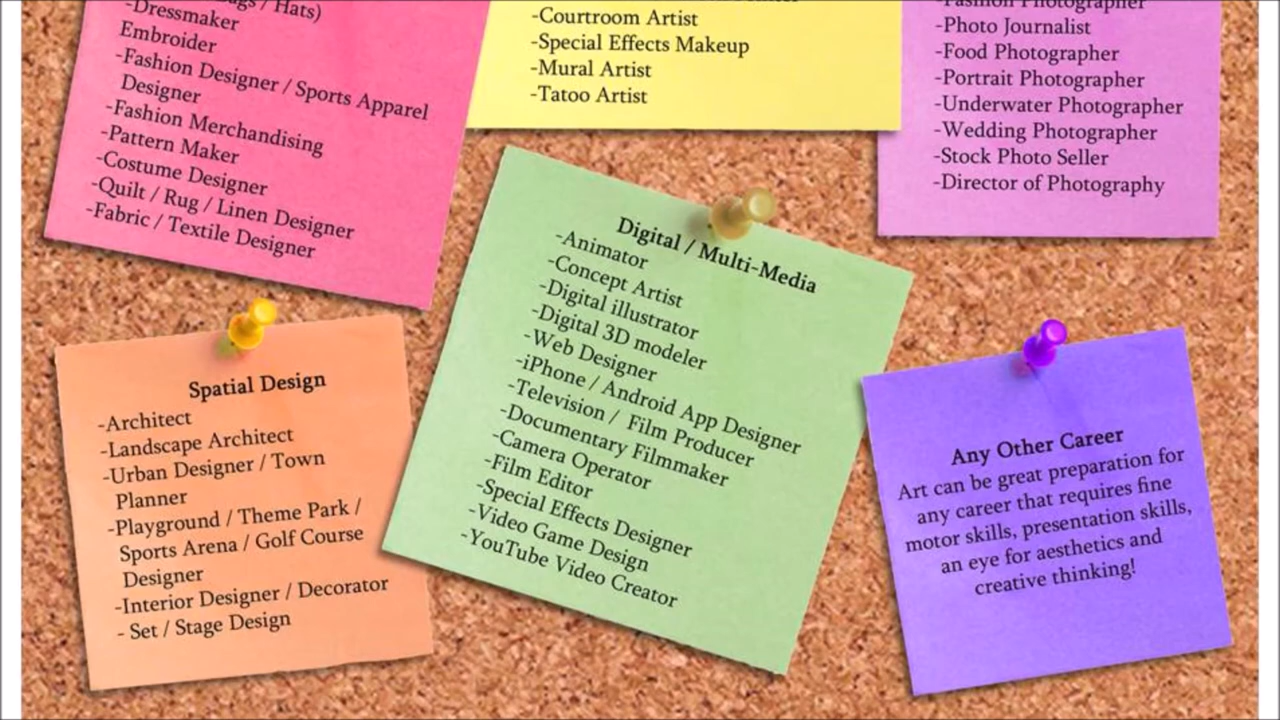 / Hats)
-Dressmaker
Embroider
-Fashion Designer / Sports Apparel
Designer
-Fashion Merchandising
-Pattern Maker
-Costume Designer
-Quilt / Rug / Linen Designer
-Fabric / Textile Designer
-Courtroom Artist
-Special Effects Makeup
-Mural Artist
-Tatoo Artist
-Fashion Photographer
-Photo Journalist
-Food Photographer
-Portrait Photographer
-Underwater Photographer
-Wedding Photographer
-Stock Photo Seller
-Director of Photography
Spatial Design
-Architect
-Landscape Architect
-Urban Designer / Town
Planner
-Playground / Theme Park /
Sports Arena / Golf Course
Designer
-Interior Designer / Decorator
- Set / Stage Design
Digital / Multi-Media
-Animator
-Concept Artist
-Digital illustrator
-Digital 3D modeler
-Web Designer
-iPhone / Android App Designer
-Television / Film Producer
-Documentary Filmmaker
-Camera Operator
-Film Editor
-Special Effects Designer
-Video Game Design
-YouTube Video Creator
Any Other Career
Art can be great preparation for
any career that requires fine
motor skills, presentation skills,
an eye for aesthetics and
creative thinking!